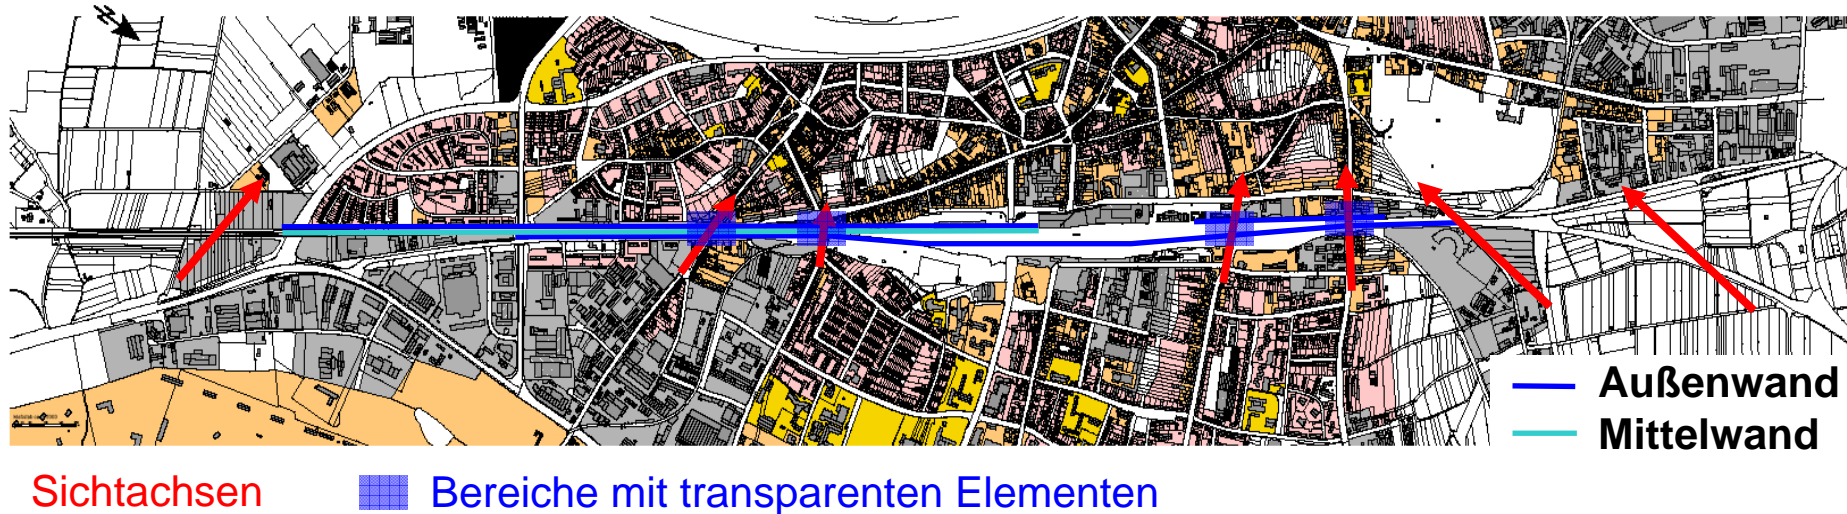 N
Außenwand
Mittelwand
Sichtachsen
Bereiche mit transparenten Elementen